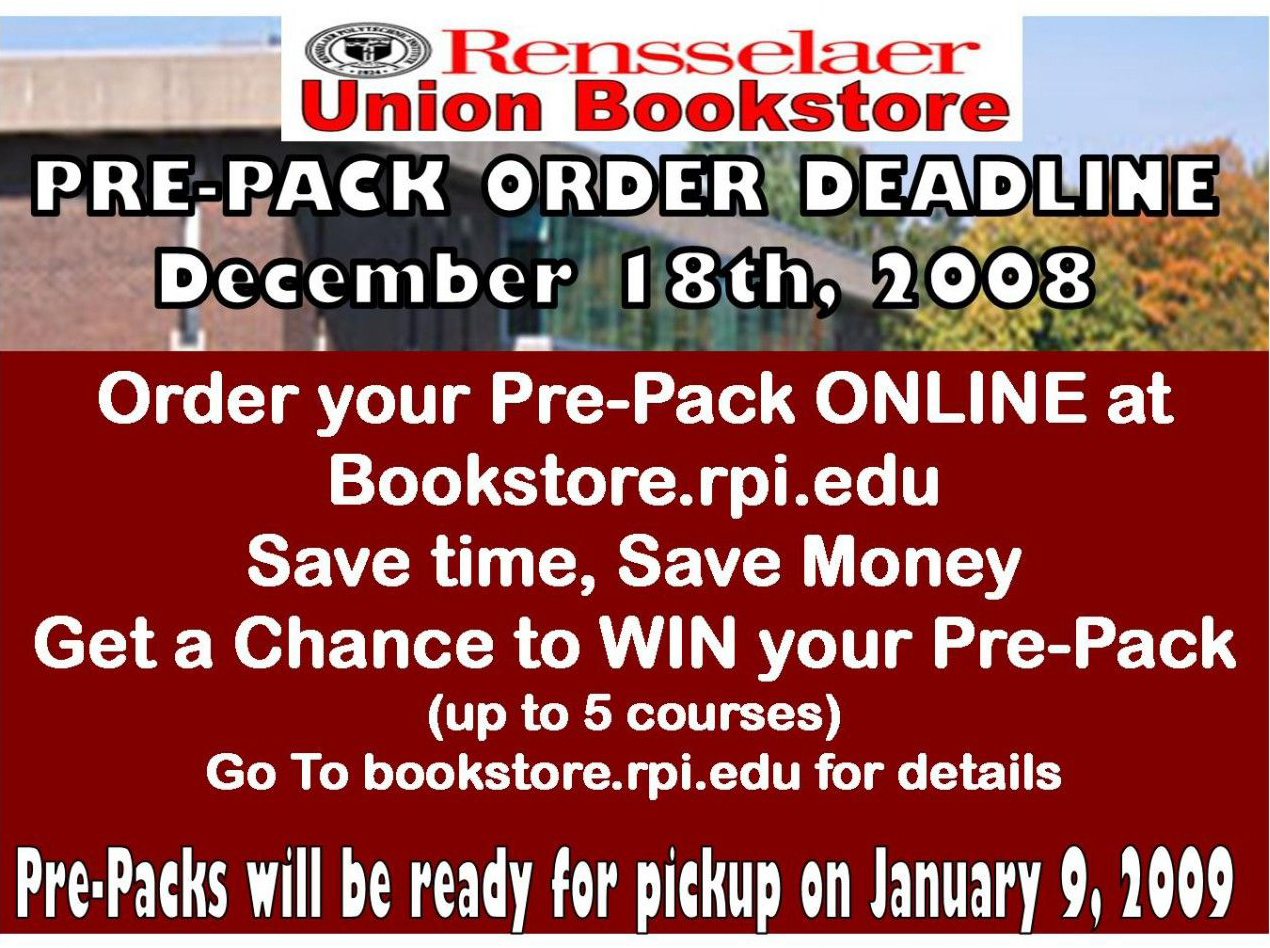 Rensselaer
Union Bookstore
PRE-PACK ORDER DEADLINE
December 18th, 2008
Order your Pre-Pack ONLINE at
Bookstore.rpi.edu
Save time, Save Money
Get a Chance to WIN your Pre-Pack
(up to 5 courses)
Go To bookstore.rpi.edu for details
Pre-Packs will be ready for pickup on January 9, 2009